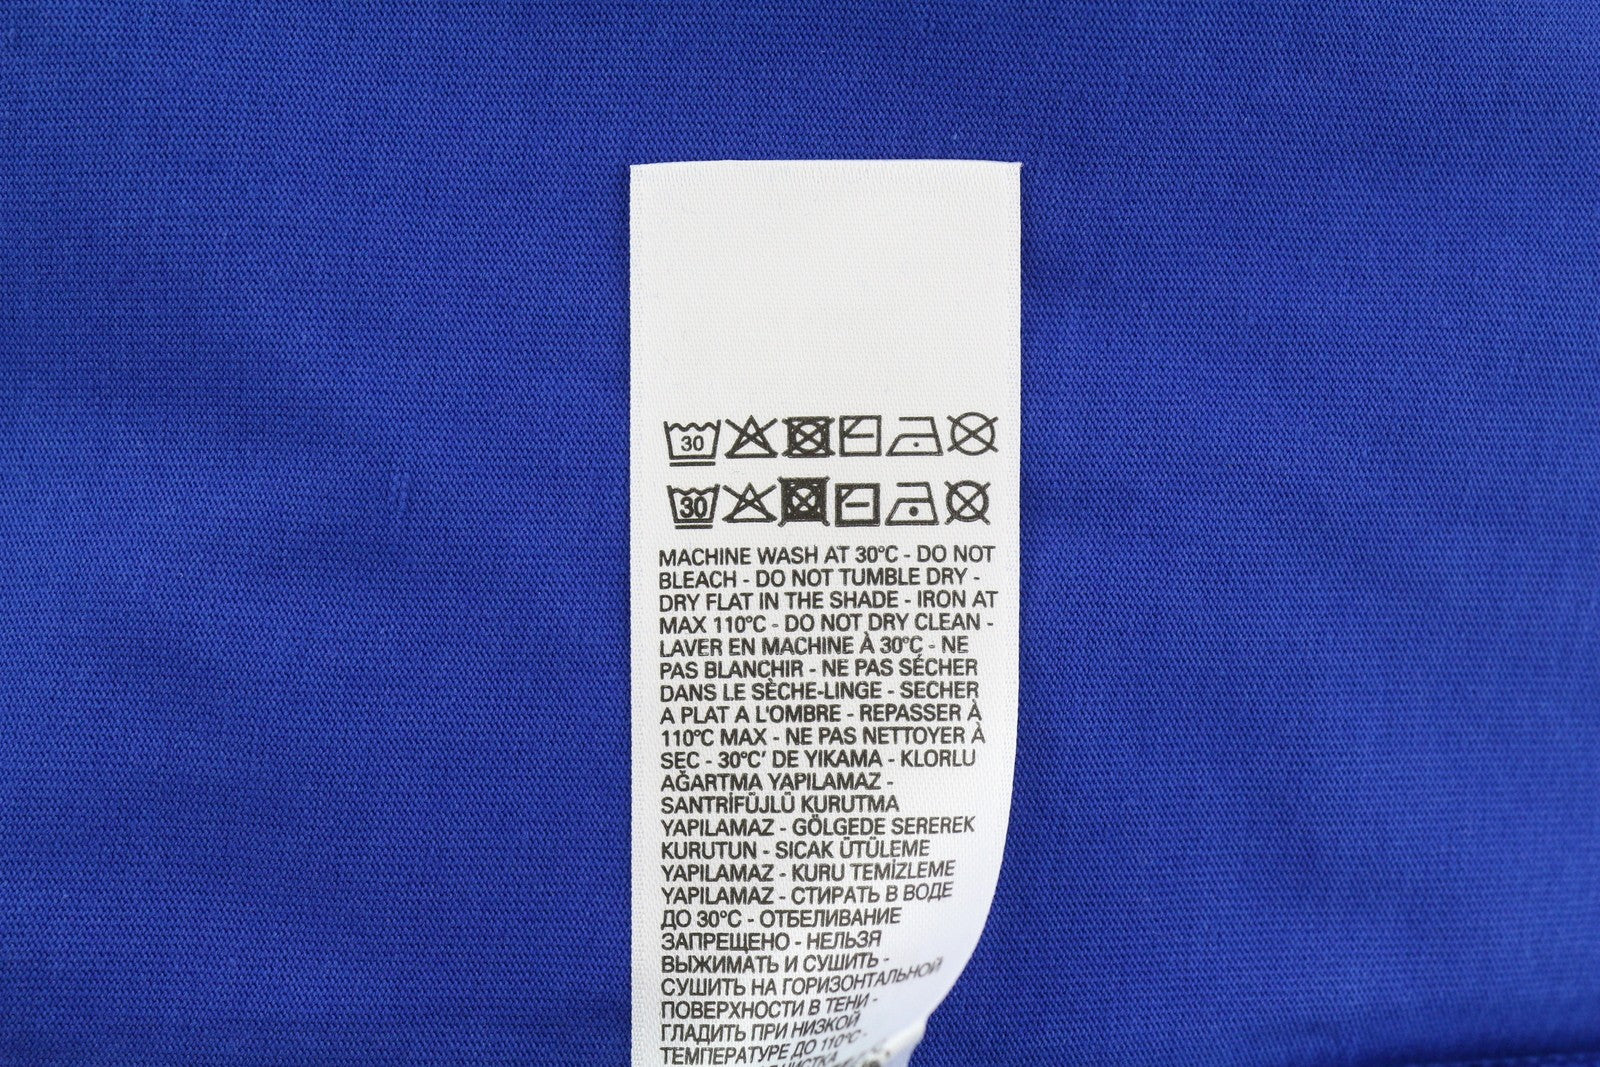 30
30
MACHINE WASH AT 30°C - DO NOT
BLEACH - DO NOT TUMBLE DRY -
DRY FLAT IN THE SHADE - IRON AT
MAX 110°C - DO NOT DRY CLEAN -
LAVER EN MACHINE À 30°C - NE
PAS BLANCHIR - NE PAS SÉCHER
DANS LE SÈCHE-LINGE - SECHER
A PLAT A L'OMBRE - REPASSER À
110°C MAX - NE PAS NETTOYER À
SEC - 30°C' DE YIKAMA - KLORLU
AĞARTMA YAPILAMAZ -
SANTRİFÜJLÜ KURUTMA
YAPILAMAZ - GÖLGEDE SEREREK
KURUTUN - SICAK ÜTÜLEME
YAPILAMAZ - KURU TEMİZLEME
YAPILAMAZ - СТИРАТЬ В ВОДЕ
ДО 30°C - ОТБЕЛИВАНИЕ
ЗАПРЕЩЕНО - НЕЛЬЗЯ
ВЫЖИМАТЬ И СУШИТЬ -
СУШИТЬ НА ГОРИЗОНТАЛЬНОЙ
ПОВЕРХНОСТИ В ТЕНИ -
ГЛАДИТЬ ПРИ НИЗКОЙ
ТЕМПЕРАТУРЕ ДО 110°C -